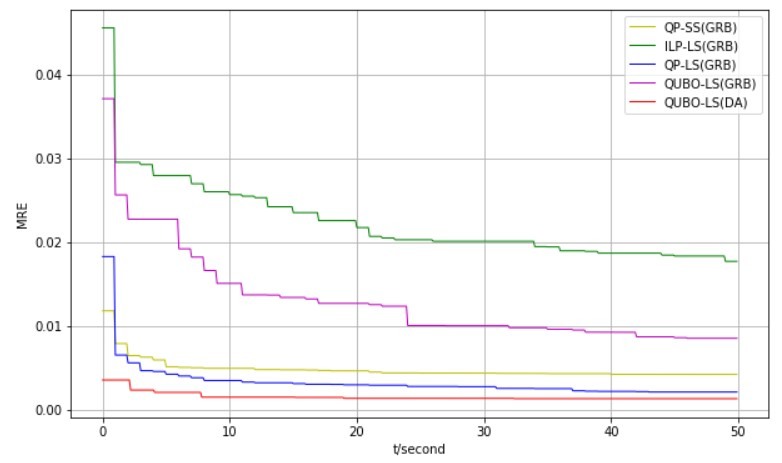 QP-SS(GRB)
ILP-LS(GRB)
QP-LS(GRB)
QUBO-LS(GRB)
QUBO-LS(DA)
MRE
0.04
0.03
0.02
0.01
0.00
0 10 20 30 40 50
t/second